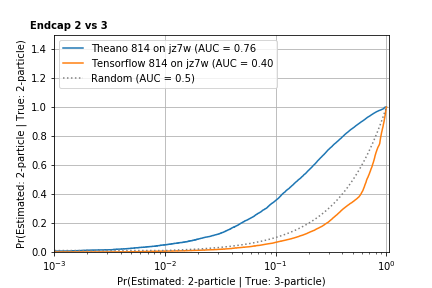 Endcap 2 vs 3
Theano 814 on jz7w (AUC = 0.76
Tensorflow 814 on jz7w (AUC = 0.40
Random (AUC = 0.5)
Pr(Estimated: 2-particle | True: 2-particle)
1.4
1.2
1.0
0.8
0.6
0.4
0.2
0.0
10⁻³ 10⁻² 10⁻¹ 10⁰
Pr(Estimated: 2-particle | True: 3-particle)